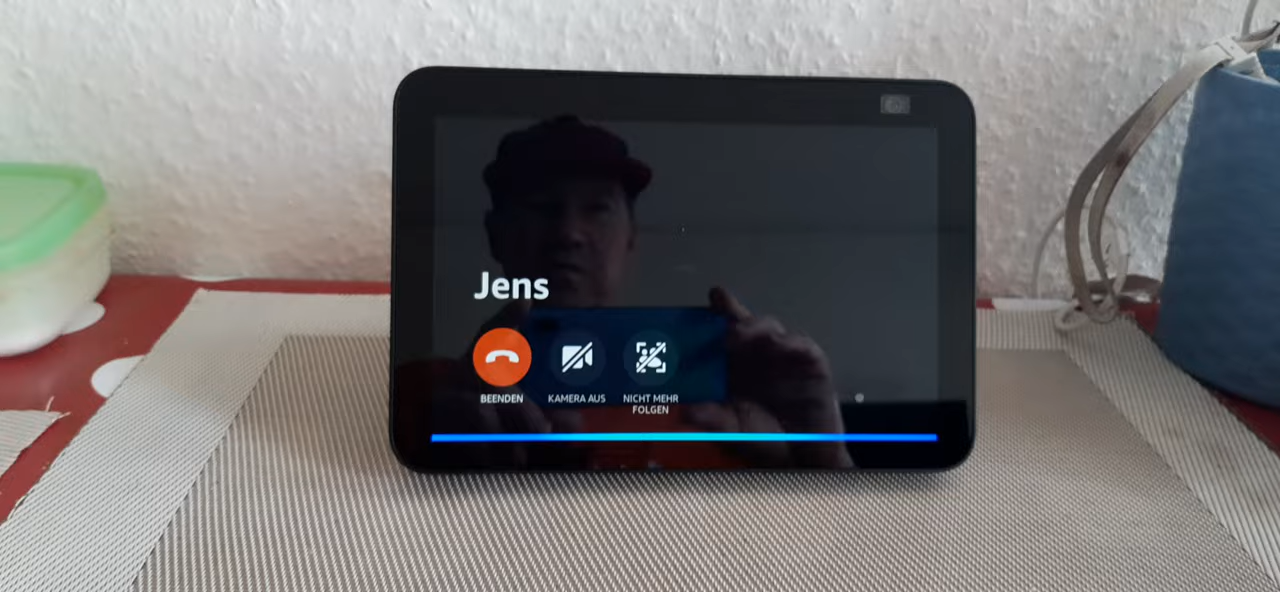 Jens
BEENDEN
KAMERA AUS
NICHT MEHR
FOLGEN